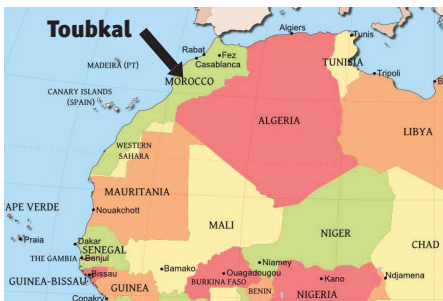 Toubkal
Algiers
Tunis
Rabat
Fez
Casablanca
MADEIRA (PT)
MOROCCO
TUNISIA
Tripoli
CANARY ISLANDS
(SPAIN)
ALGERIA
LIBYA
WESTERN
SAHARA
MAURITANIA
Nouakchott
APE VERDE
Praia
MALI
NIGER
CHAD
Dakar
SENEGAL
THE GAMBIA
Banjul
Bissau
GUINEA-BISSAU
Bamako
Niamey
Ouagadougou
BURKINA FASO
Kano
Ndjamena
GUINEA
BENIN
NIGERIA
Conakry